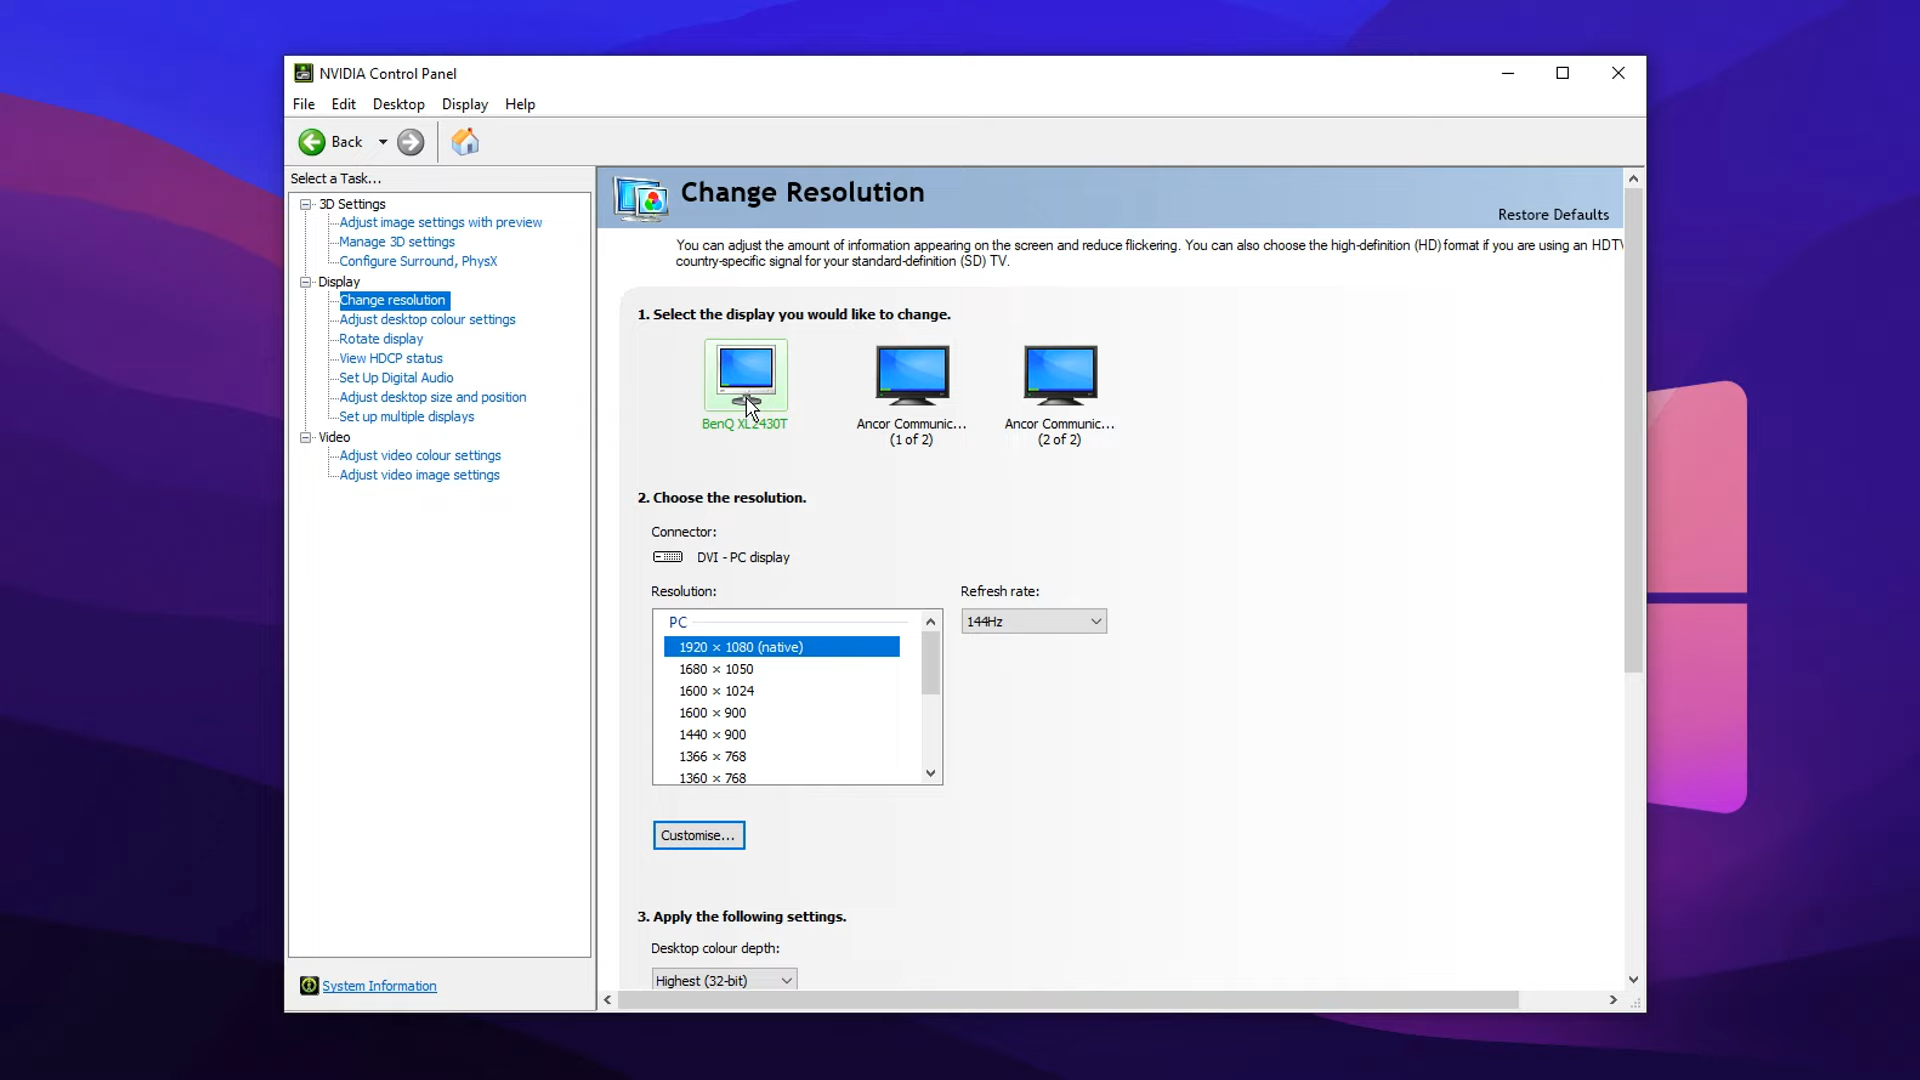 NVIDIA Control Panel
File Edit Desktop Display Help
Back
Select a Task...
3D Settings
Adjust image settings with preview
Manage 3D settings
Configure Surround, PhysX
Display
Change resolution
Adjust desktop colour settings
Rotate display
View HDCP status
Set Up Digital Audio
Adjust desktop size and position
Set up multiple displays
Video
Adjust video colour settings
Adjust video image settings
System Information
Change Resolution
Restore Defaults
You can adjust the amount of information appearing on the screen and reduce flickering. You can also choose the high-definition (HD) format if you are using an HDTV
country-specific signal for your standard-definition (SD) TV.
1. Select the display you would like to change.
BenQ XL2430T
Ancor Communic...
(1 of 2)
Ancor Communic...
(2 of 2)
2. Choose the resolution.
Connector:
DVI - PC display
Resolution:
Refresh rate:
PC
144Hz
1920 × 1080 (native)
1680 × 1050
1600 × 1024
1600 × 900
1440 × 900
1366 × 768
1360 × 768
Customise...
3. Apply the following settings.
Desktop colour depth:
Highest (32-bit)